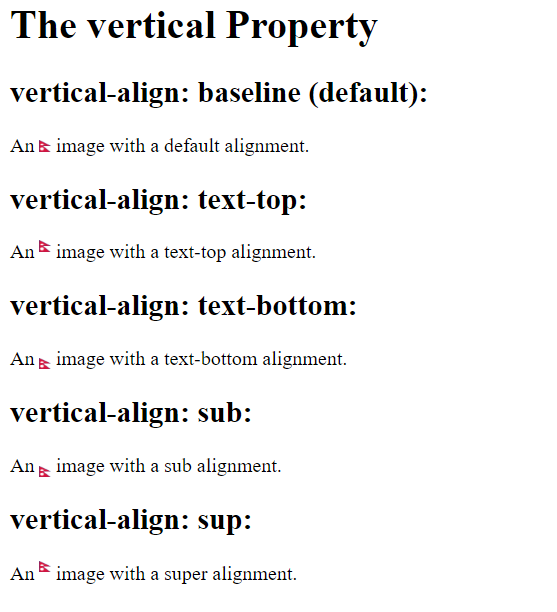 The vertical Property
vertical-align: baseline (default):
An image with a default alignment.
vertical-align: text-top:
An image with a text-top alignment.
vertical-align: text-bottom:
An image with a text-bottom alignment.
vertical-align: sub:
An image with a sub alignment.
vertical-align: sup:
An image with a super alignment.